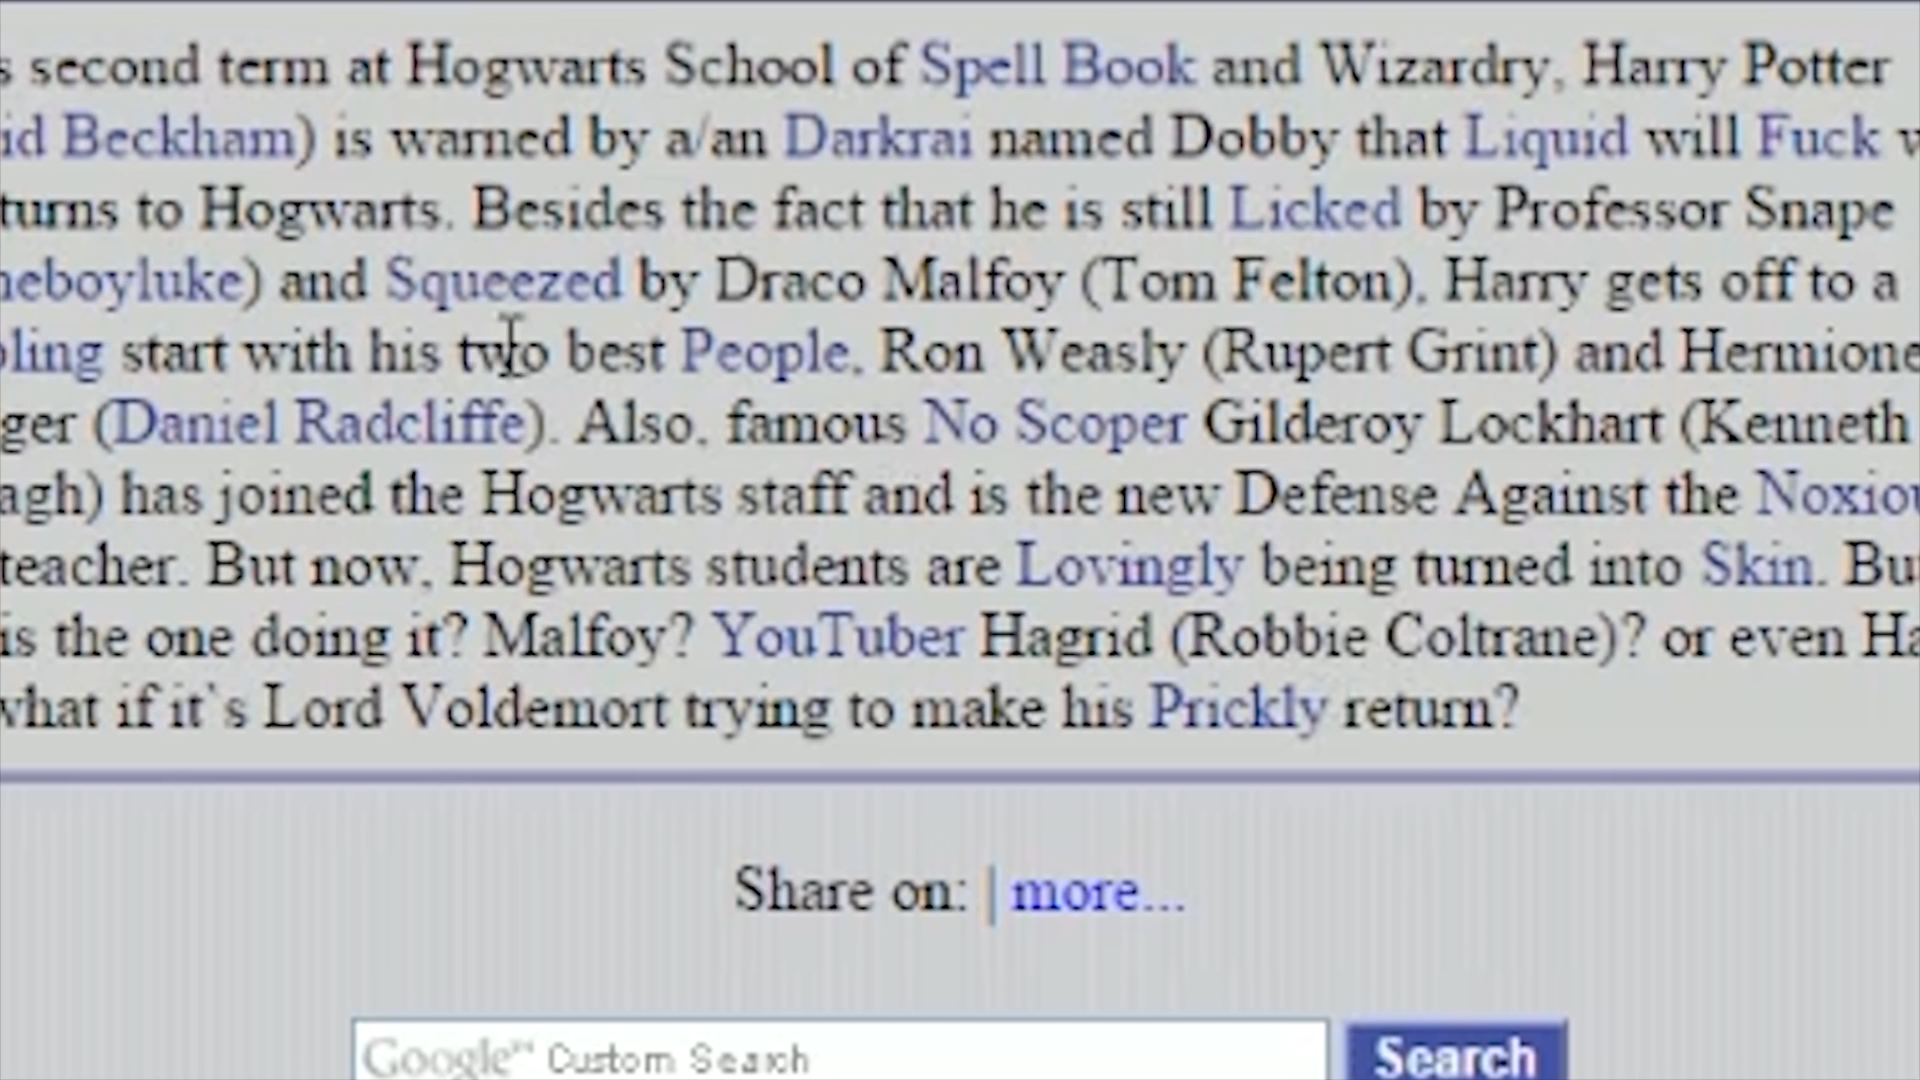 s second term at Hogwarts School of Spell Book and Wizardry, Harry Potter
id Beckham) is warned by a/an Darkrai named Dobby that Liquid will Fuck w
turns to Hogwarts. Besides the fact that he is still Licked by Professor Snape
neboyluke) and Squeezed by Draco Malfoy (Tom Felton), Harry gets off to a
bling start with his two best People, Ron Weasly (Rupert Grint) and Hermione
ger (Daniel Radcliffe). Also, famous No Scoper Gilderoy Lockhart (Kenneth
agh) has joined the Hogwarts staff and is the new Defense Against the Noxiou
teacher. But now, Hogwarts students are Lovingly being turned into Skin. Bu
is the one doing it? Malfoy? YouTuber Hagrid (Robbie Coltrane)? or even Ha
what if it's Lord Voldemort trying to make his Prickly return?
Share on: | more...
Google™ Custom Search
Search